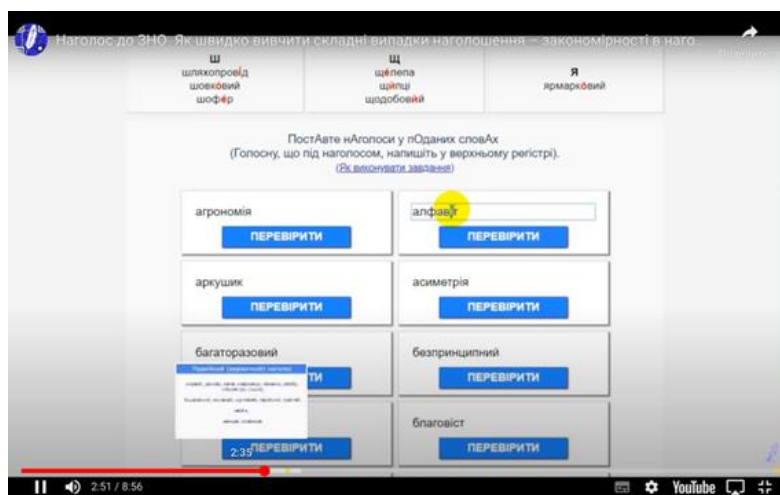 Наголос до ЗНО. Як швидко вивчити складні випадки наголошення – закономірності в наго...
Ш
шляхопровід
шовковий
шофер
Щ
щелепа
щипці
щодобовий
Я
ярмарковий
ПостАвте нАголоси у пОданих словАх
(Голосну, що під наголосом, напишіть у верхньому регістрі).
(Як виконувати завдання)
агрономія
ПЕРЕВІРИТИ
алфавіт
ПЕРЕВІРИТИ
аркушик
ПЕРЕВІРИТИ
асиметрія
ПЕРЕВІРИТИ
багаторазовий
безпринципний
ПЕРЕВІРИТИ
благовіст
ПЕРЕВІРИТИ
ПЕРЕВІРИТИ
2:35
2:51 / 8:56
YouTube